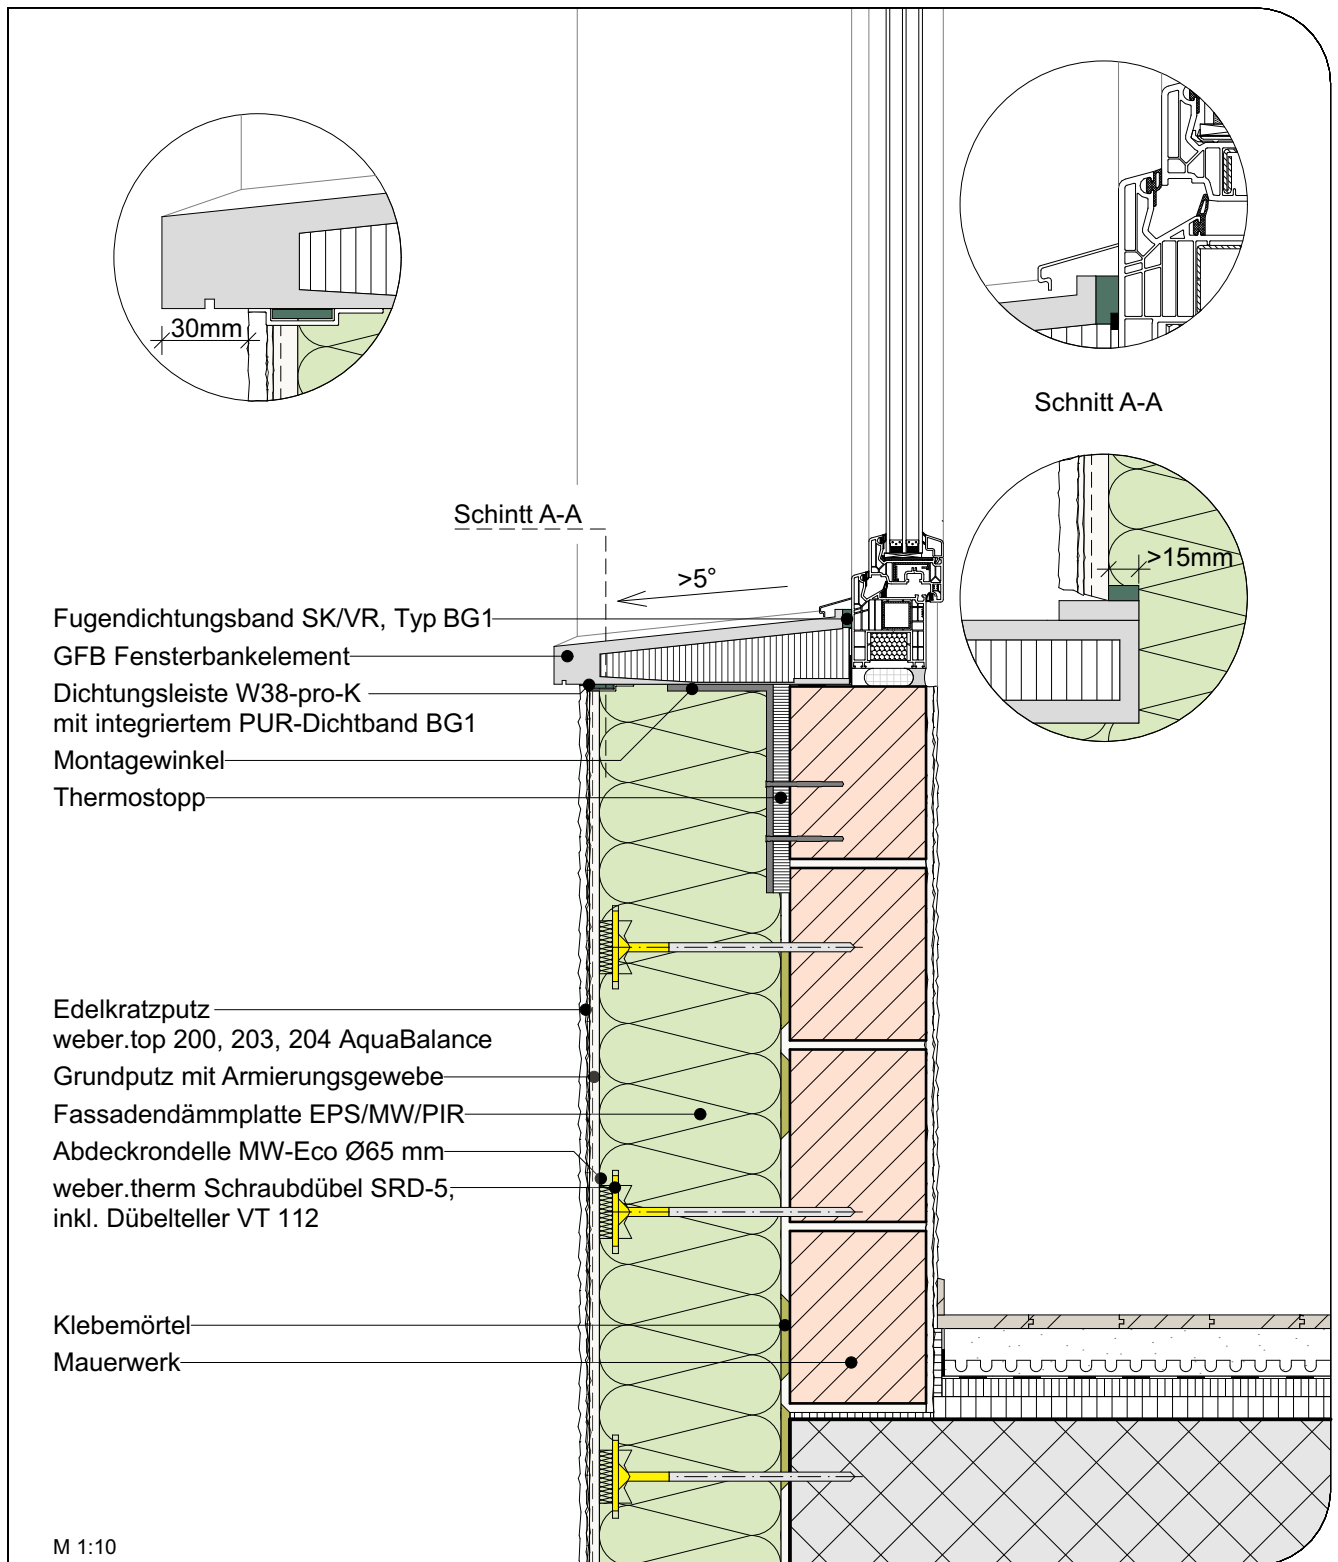 30mm
Schnitt A-A
Schintt A-A
>15mm
>5°
Fugendichtungsband SK/VR, Typ BG1
GFB Fensterbankelement
Dichtungsleiste W38-pro-K
mit integriertem PUR-Dichtband BG1
Montagewinkel
Thermostopp
Edelkratzputz
weber.top 200, 203, 204 AquaBalance
Grundputz mit Armierungsgewebe
Fassadendämmplatte EPS/MW/PIR
Abdeckrondelle MW-Eco Ø65 mm
weber.therm Schraubdübel SRD-5,
inkl. Dübelteller VT 112
Klebemörtel
Mauerwerk
M 1:10